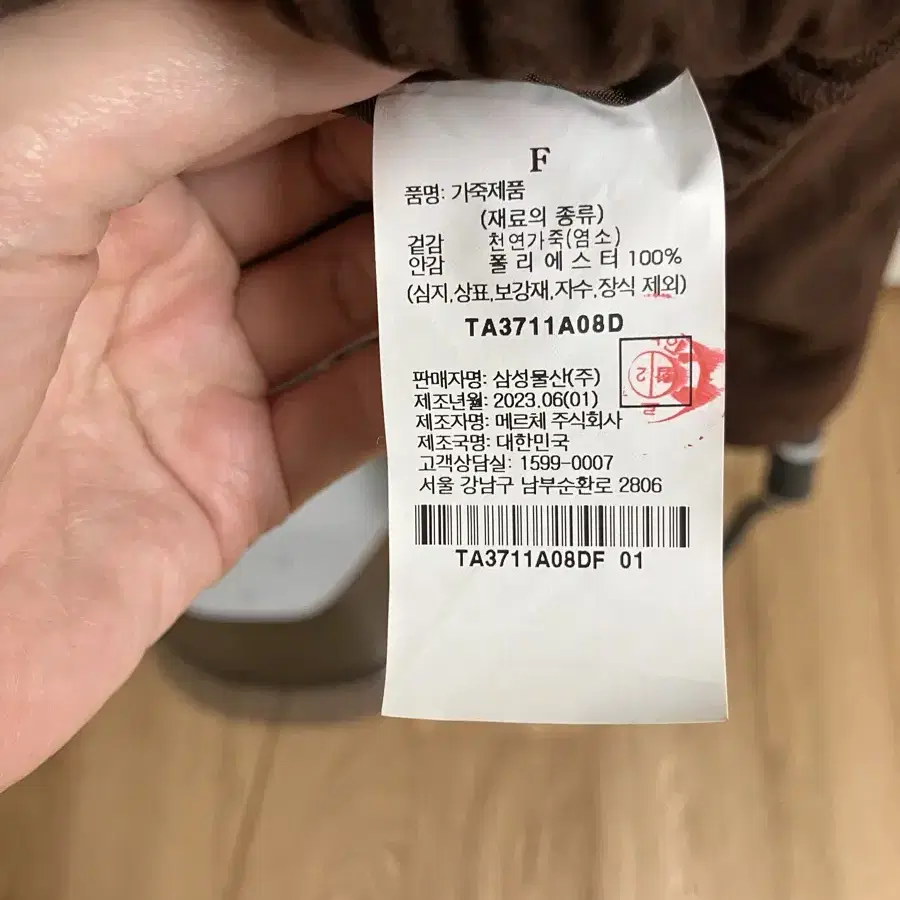 F
품명: 가죽제품
(재료의 종류)
겉감 천연가죽(염소)
안감 폴리에스터 100%
(심지,상표,보강재,자수,장식 제외)
TA3711A08D
판매자명: 삼성물산(주)
제조년월: 2023.06(01)
제조자명: 메르체 주식회사
제조국명: 대한민국
고객상담실: 1599-0007
서울 강남구 남부순환로 2806
TA3711A08DF 01